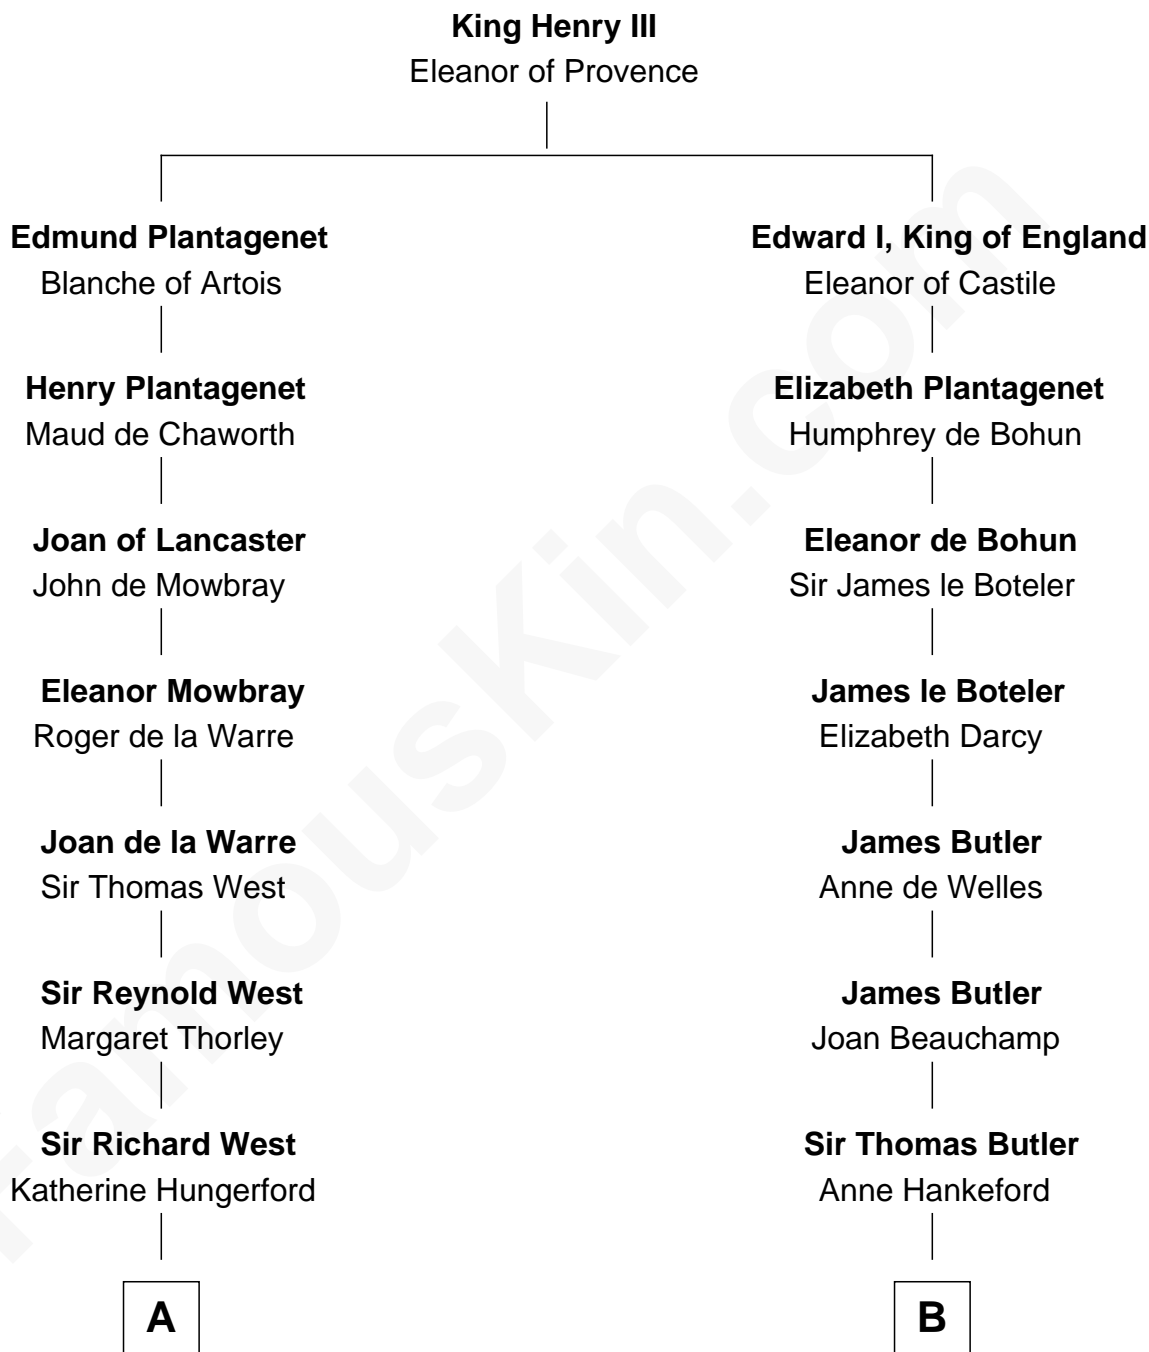 King Henry III
Eleanor of Provence
Edmund Plantagenet
Blanche of Artois
Henry Plantagenet
Maud de Chaworth
Joan of Lancaster
John de Mowbray
Eleanor Mowbray
Roger de la Warre
Joan de la Warre
Sir Thomas West
Sir Reynold West
Margaret Thorley
Sir Richard West
Katherine Hungerford
A
Edward I, King of England
Eleanor of Castile
Elizabeth Plantagenet
Humphrey de Bohun
Eleanor de Bohun
Sir James le Boteler
James le Boteler
Elizabeth Darcy
James Butler
Anne de Welles
James Butler
Joan Beauchamp
Sir Thomas Butler
Anne Hankeford
B
FamousKin.com